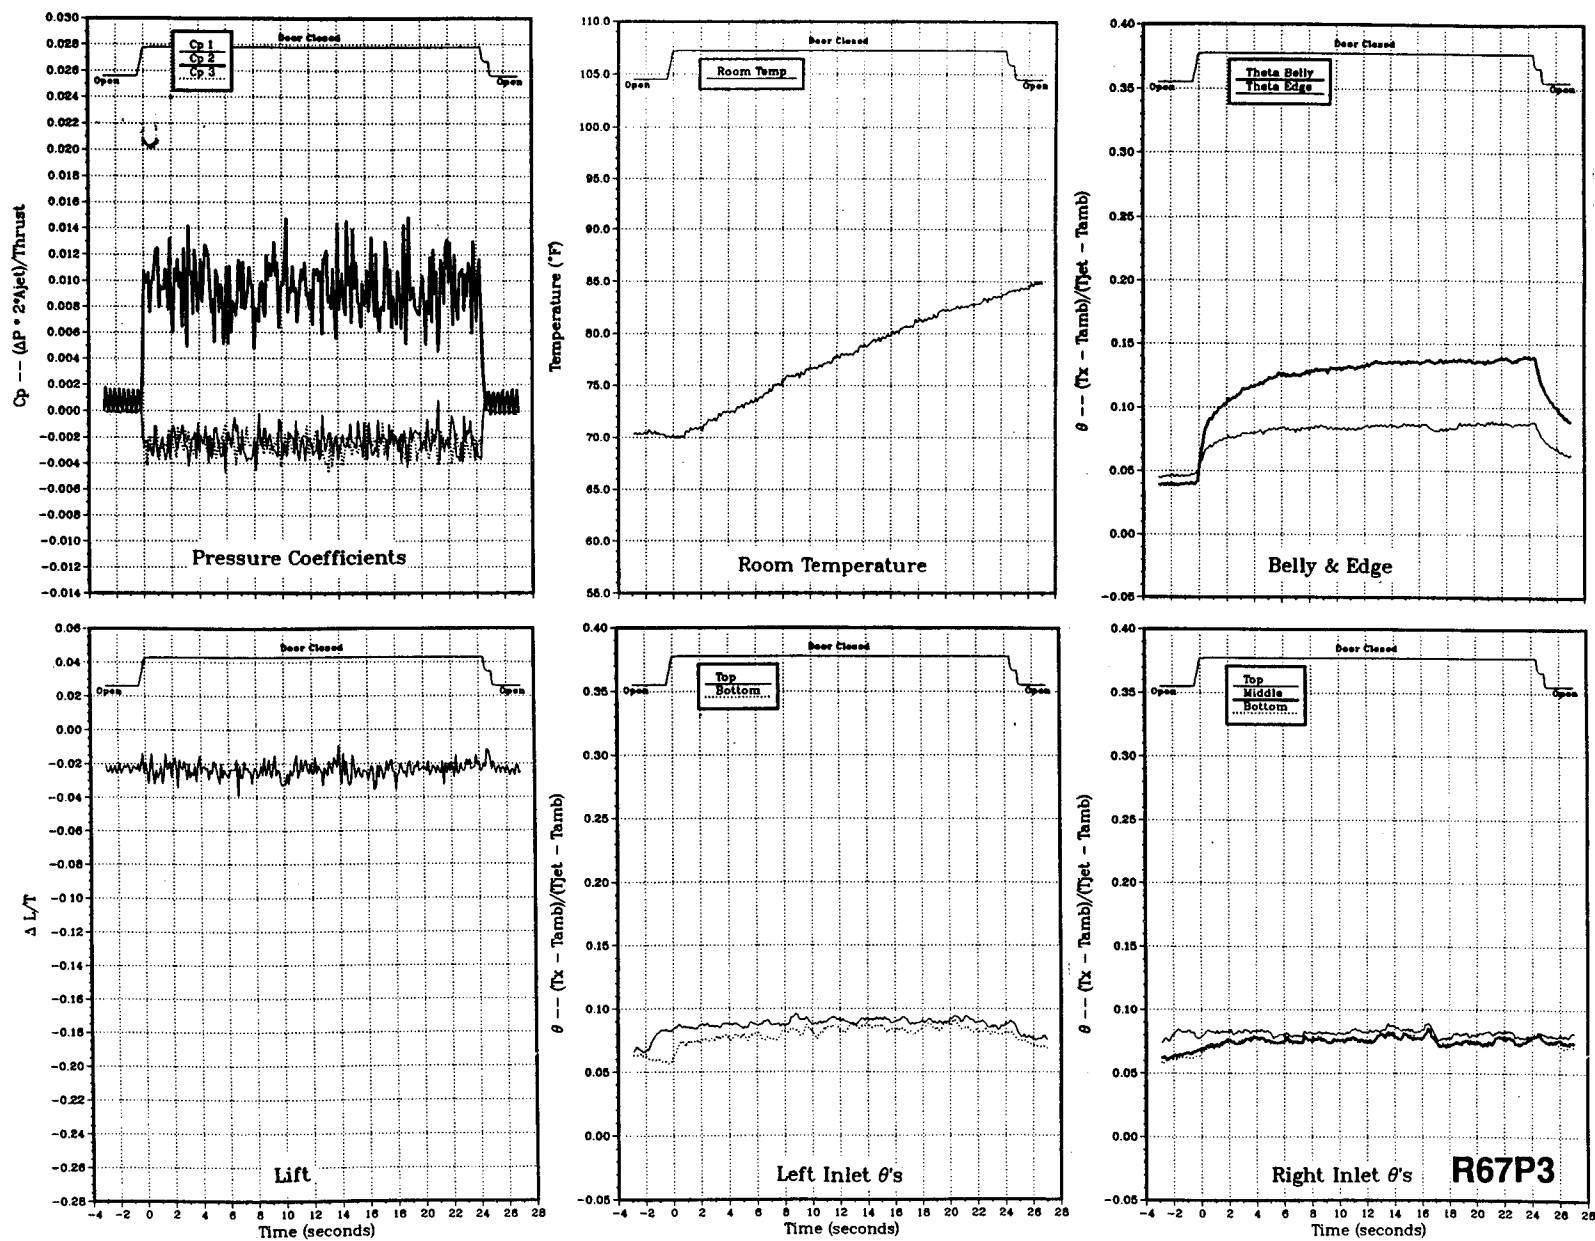 0.030
0.028
0.026
0.024
0.022
0.020
0.018
0.016
0.014
0.012
0.010
0.008
0.006
0.004
0.002
0.000
-0.002
-0.004
-0.006
-0.008
-0.010
-0.012
-0.014
Cp -- (ΔP * 2*Ajet)/Thrust
Door Closed
Open
Open
Cp 1
Cp 2
Cp 3
Pressure Coefficients
110.0
105.0
100.0
95.0
90.0
85.0
80.0
75.0
70.0
65.0
60.0
55.0
Temperature (°F)
Door Closed
Open
Open
Room Temp
Room Temperature
0.40
0.35
0.30
0.25
0.20
0.15
0.10
0.05
0.00
-0.05
θ -- (Tx - Tamb)/(Tjet - Tamb)
Door Closed
Open
Open
Theta Belly
Theta Edge
Belly & Edge
0.06
0.04
0.02
0.00
-0.02
-0.04
-0.06
-0.08
-0.10
-0.12
-0.14
-0.16
-0.18
-0.20
-0.22
-0.24
-0.26
-0.28
Δ L/T
Door Closed
Open
Open
Lift
-4 -2 0 2 4 6 8 10 12 14 16 18 20 22 24 26 28
Time (seconds)
0.40
0.35
0.30
0.25
0.20
0.15
0.10
0.05
0.00
-0.05
θ -- (Tx - Tamb)/(Tjet - Tamb)
Door Closed
Open
Open
Top
Bottom
Left Inlet θ's
-4 -2 0 2 4 6 8 10 12 14 16 18 20 22 24 26 28
Time (seconds)
0.40
0.35
0.30
0.25
0.20
0.15
0.10
0.05
0.00
-0.05
θ -- (Tx - Tamb)/(Tjet - Tamb)
Door Closed
Open
Open
Top
Middle
Bottom
Right Inlet θ's
R67P3
-4 -2 0 2 4 6 8 10 12 14 16 18 20 22 24 26 28
Time (seconds)